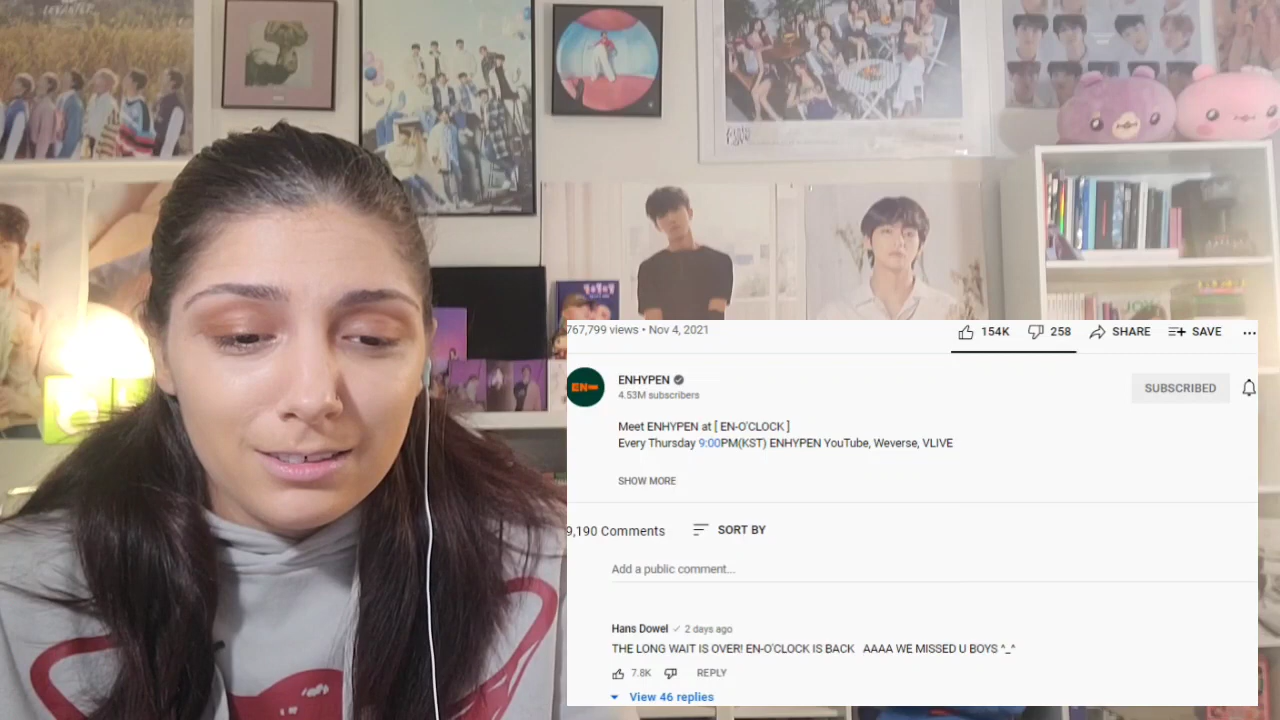 767,799 views • Nov 4, 2021
154K
258
SHARE
SAVE
EN-
ENHYPEN
4.53M subscribers
SUBSCRIBED
Meet ENHYPEN at [ EN-O'CLOCK ]
Every Thursday 9:00PM(KST) ENHYPEN YouTube, Weverse, VLIVE
SHOW MORE
9,190 Comments
SORT BY
Add a public comment...
Hans Dowel ✓ 2 days ago
THE LONG WAIT IS OVER! EN-O'CLOCK IS BACK AAAA WE MISSED U BOYS ^_^
7.8K
REPLY
View 46 replies